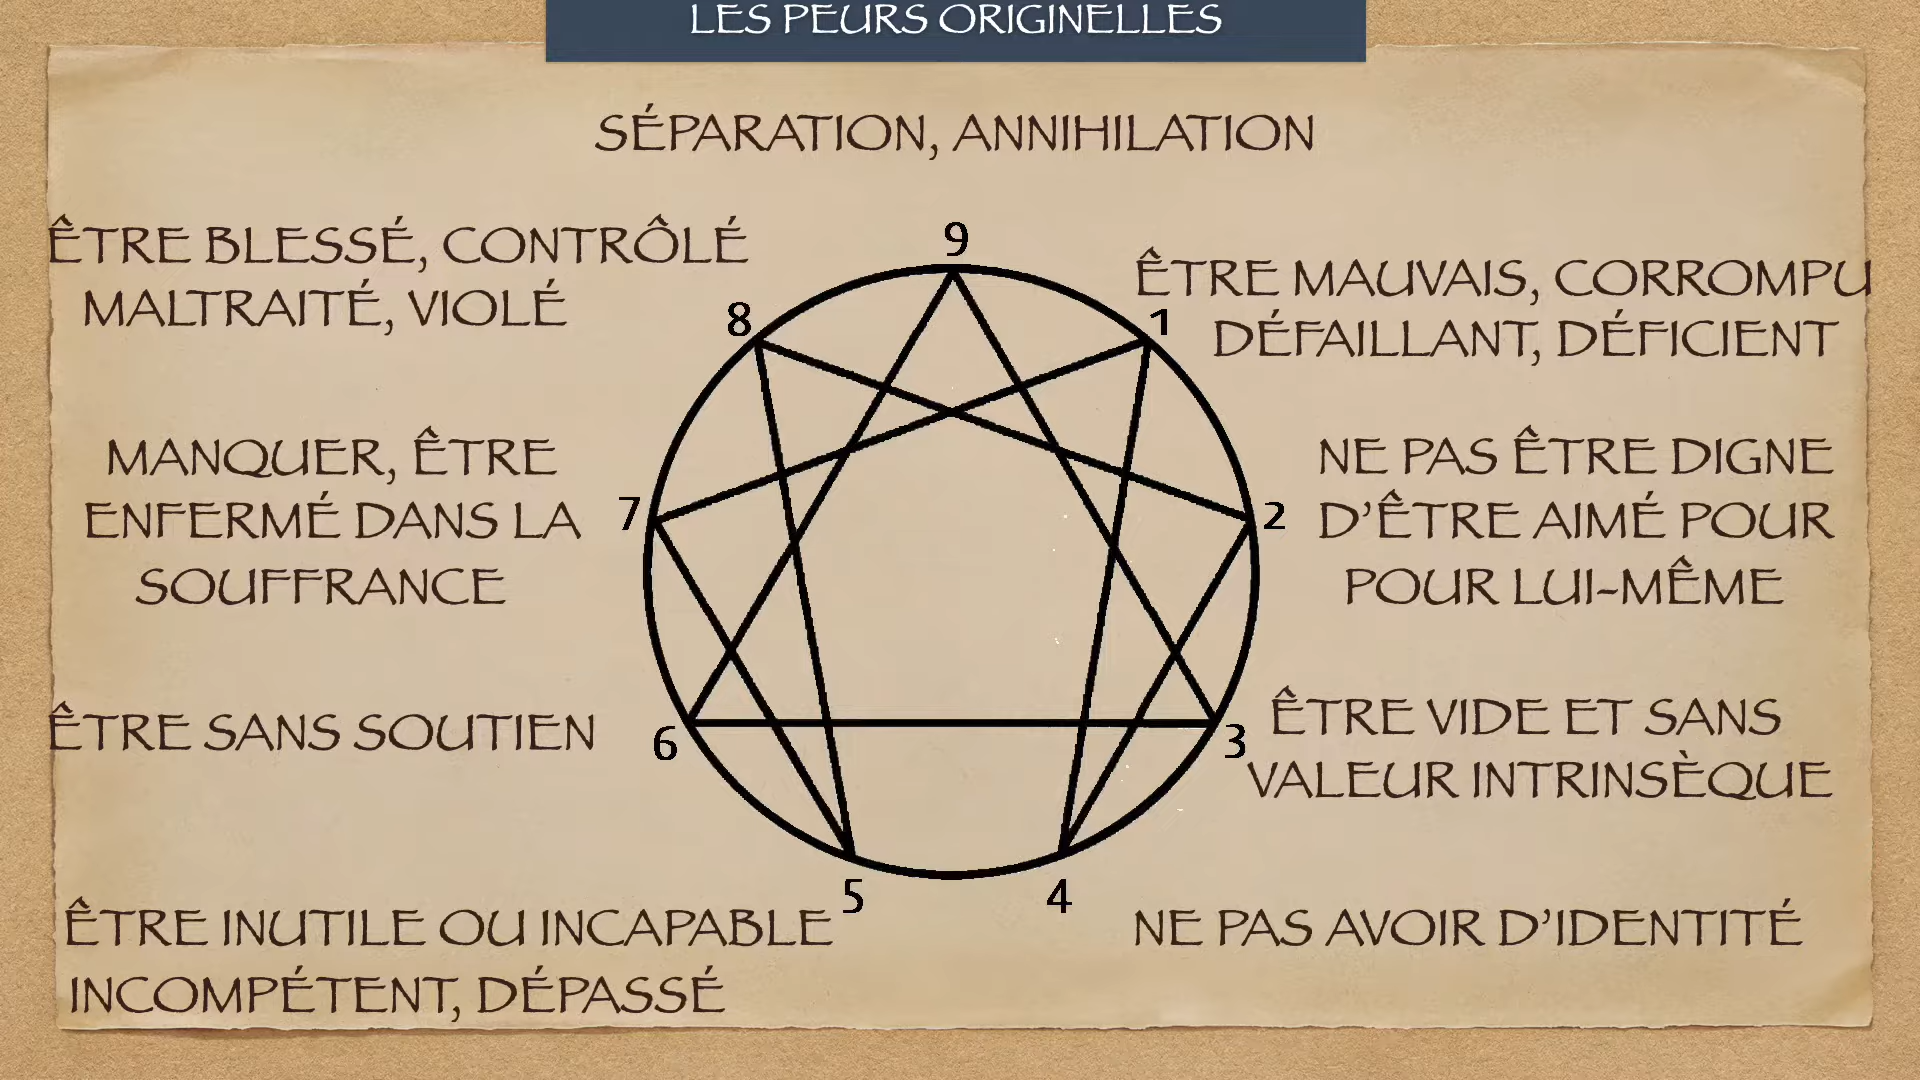 LES PEURS ORIGINELLES
SÉPARATION, ANNIHILATION
ÊTRE BLESSÉ, CONTRÔLÉ
MALTRAITÉ, VIOLÉ
9
8
1
ÊTRE MAUVAIS, CORROMPU
DÉFAILLANT, DÉFICIENT
MANQUER, ÊTRE
ENFERMÉ DANS LA
SOUFFRANCE
7
2
NE PAS ÊTRE DIGNE
D'ÊTRE AIMÉ POUR
POUR LUI-MÊME
ÊTRE SANS SOUTIEN
6
3
ÊTRE VIDE ET SANS
VALEUR INTRINSÈQUE
5
4
ÊTRE INUTILE OU INCAPABLE
INCOMPÉTENT, DÉPASSÉ
NE PAS AVOIR D'IDENTITÉ